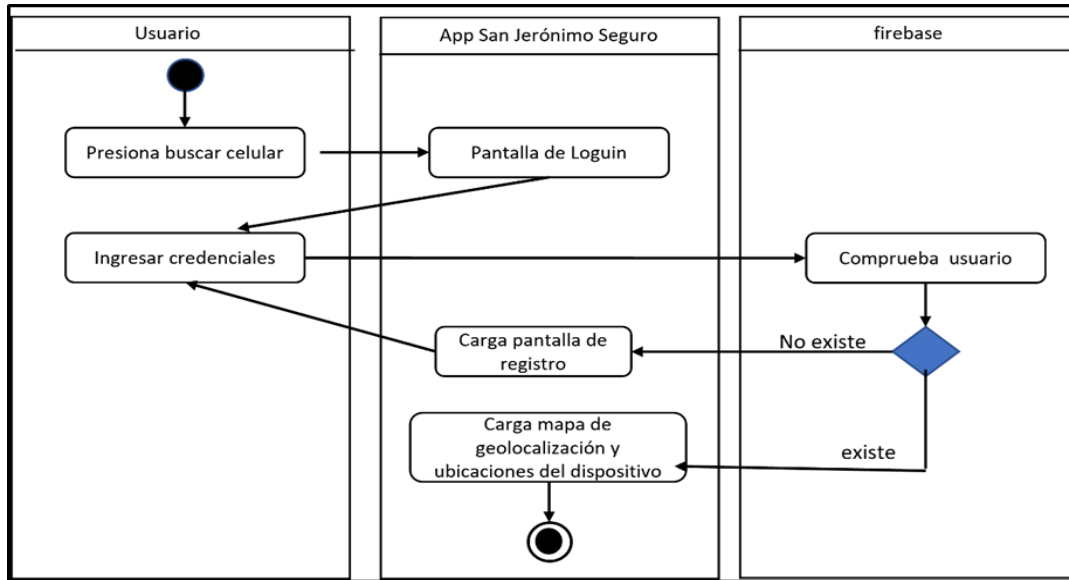 Usuario
App San Jerónimo Seguro
firebase
Presiona buscar celular
Pantalla de Loguin
Ingresar credenciales
Comprueba usuario
No existe
Carga pantalla de
registro
Carga mapa de
geolocalización y
ubicaciones del dispositivo
existe